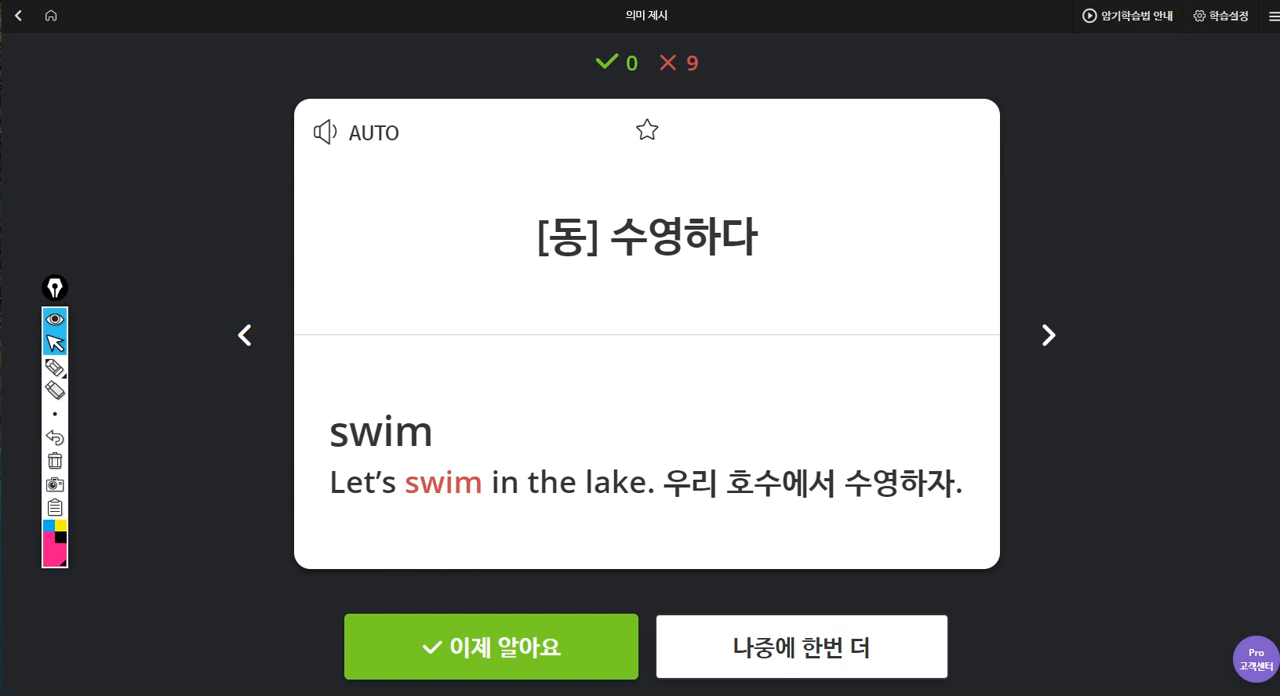 의미 제시
암기학습법 안내
학습설정
0
9
AUTO
[동] 수영하다
swim
Let's swim in the lake. 우리 호수에서 수영하자.
이제 알아요
나중에 한번 더
Pro
고객센터